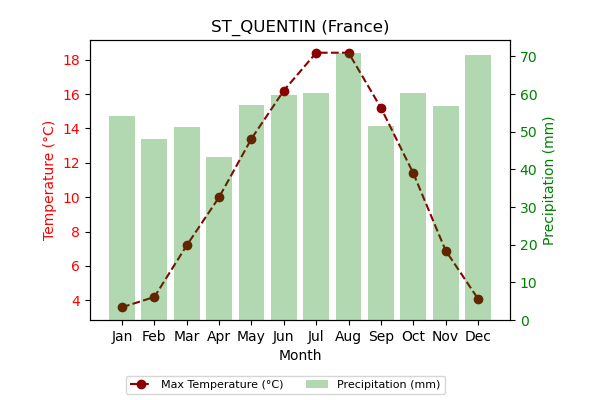 ST_QUENTIN (France)
18
16
14
12
10
8
6
4
Temperature (°C)
70
60
50
40
30
20
10
0
Precipitation (mm)
Jan Feb Mar Apr May Jun Jul Aug Sep Oct Nov Dec
Month
Max Temperature (°C) Precipitation (mm)